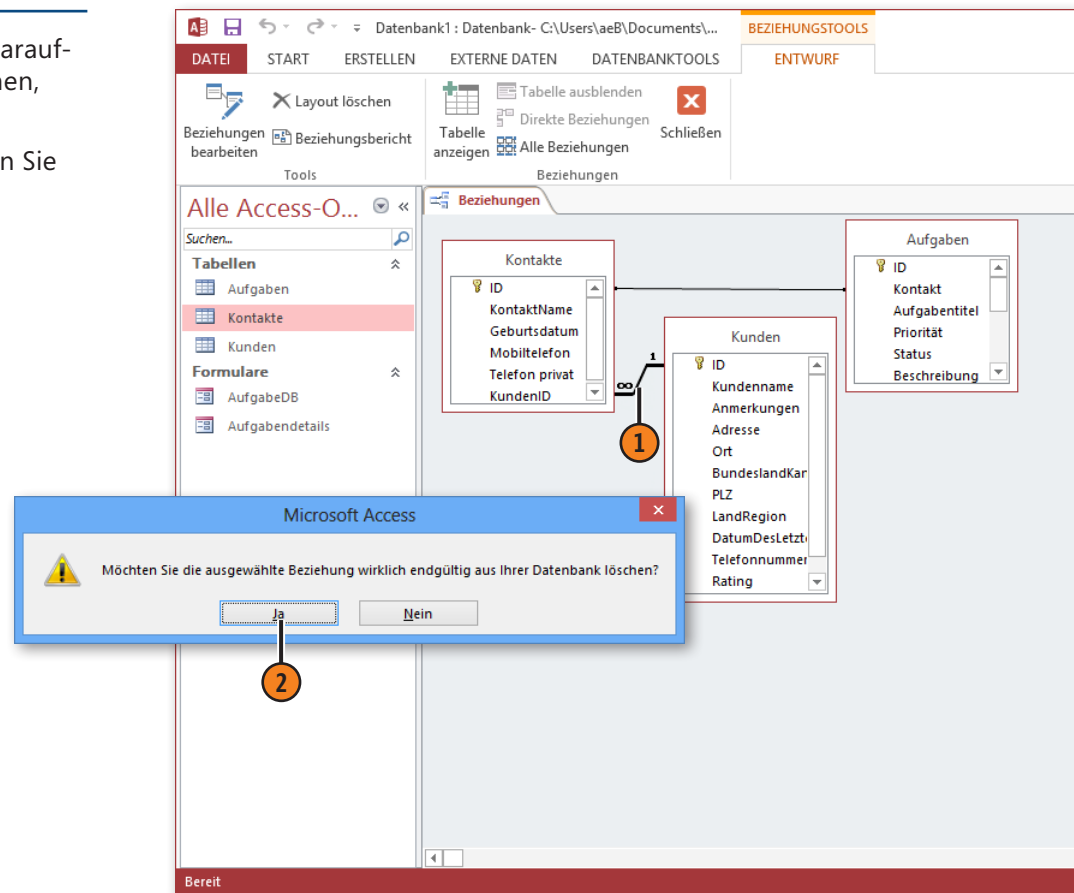 arauf-
nen,
n Sie
Datenbank1 : Datenbank- C:\Users\aeB\Documents\...
BEZIEHUNGSTOOLS
DATEI START ERSTELLEN EXTERNE DATEN DATENBANKTOOLS ENTWURF
Beziehungen bearbeiten
Layout löschen
Beziehungsbericht
Tools
Tabelle anzeigen
Tabelle ausblenden
Direkte Beziehungen
Alle Beziehungen
Schließen
Beziehungen
Alle Access-O...
Suchen...
Tabellen
Aufgaben
Kontakte
Kunden
Formulare
AufgabeDB
Aufgabendetails
Beziehungen
Kontakte
ID
KontaktName
Geburtsdatum
Mobiltelefon
Telefon privat
KundenID
∞
1
1
Kunden
ID
Kundenname
Anmerkungen
Adresse
Ort
BundeslandKan
PLZ
LandRegion
DatumDesLetzt
Telefonnummer
Rating
Aufgaben
ID
Kontakt
Aufgabentitel
Priorität
Status
Beschreibung
Microsoft Access
Möchten Sie die ausgewählte Beziehung wirklich endgültig aus Ihrer Datenbank löschen?
Ja
Nein
2
Bereit